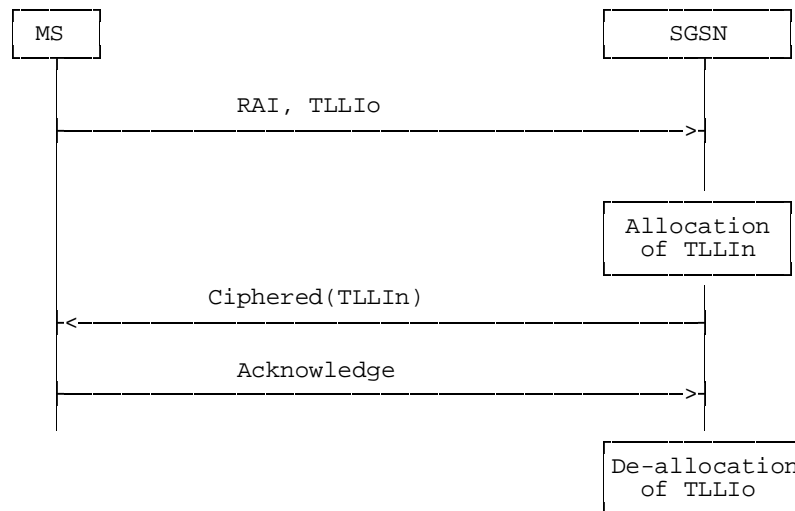 MS
SGSN
RAI, TLLIo
Allocation
of TLLIn
Ciphered(TLLIn)
Acknowledge
De-allocation
of TLLIo